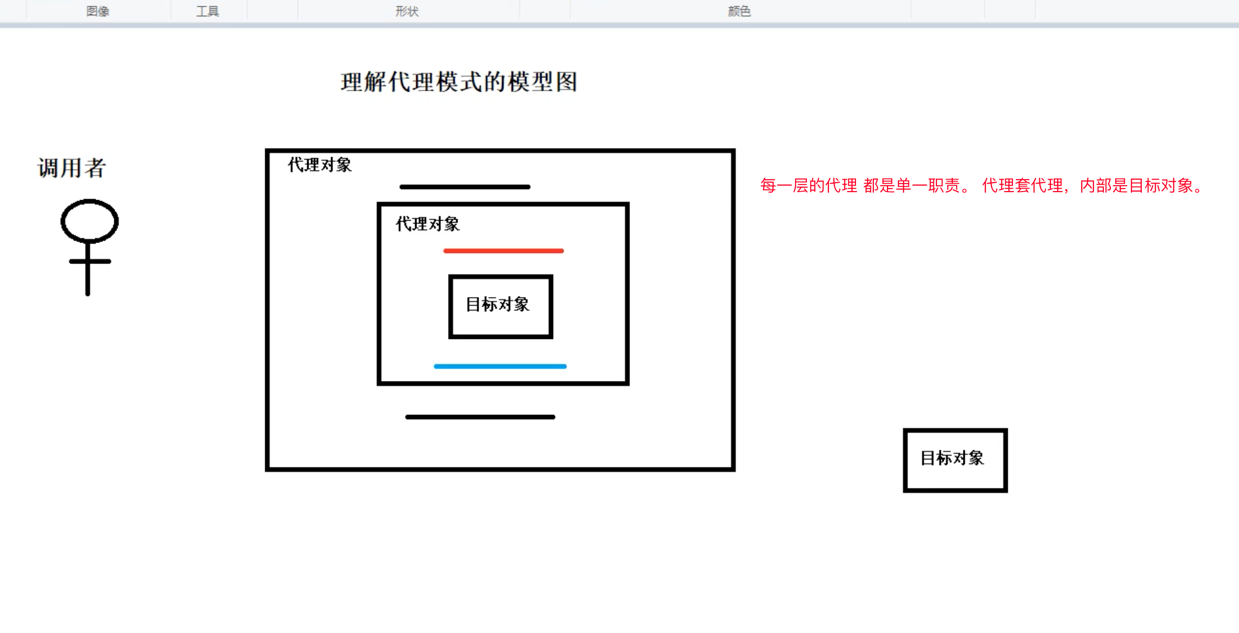 图像 工具 形状 颜色
理解代理模式的模型图
调用者
代理对象
每一层的代理 都是单一职责。 代理套代理，内部是目标对象。
代理对象
目标对象
目标对象